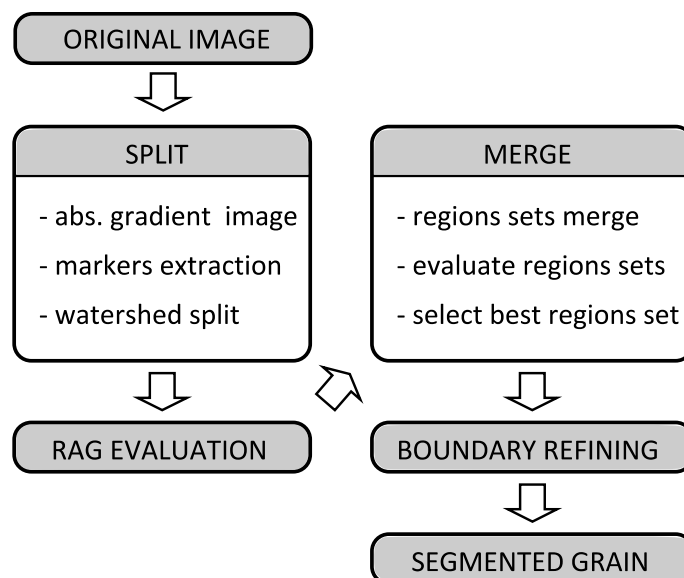 ORIGINAL IMAGE
SPLIT
- abs. gradient image
- markers extraction
- watershed split
RAG EVALUATION
MERGE
- regions sets merge
- evaluate regions sets
- select best regions set
BOUNDARY REFINING
SEGMENTED GRAIN